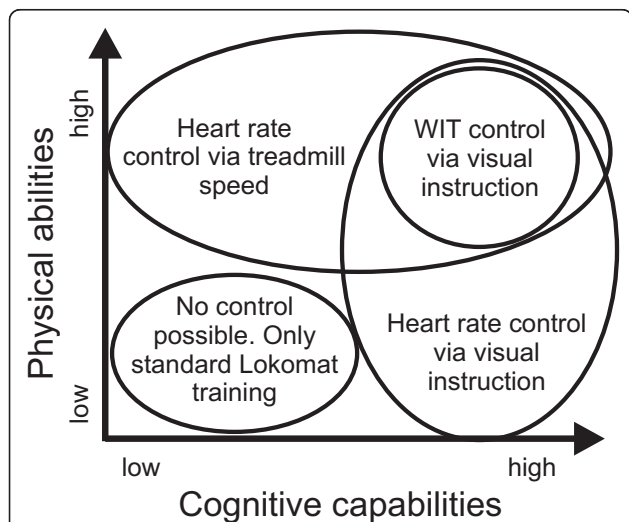 Physical abilities
high
low
Heart rate
control via treadmill
speed
WIT control
via visual
instruction
No control
possible. Only
standard Lokomat
training
Heart rate control
via visual
instruction
low
high
Cognitive capabilities